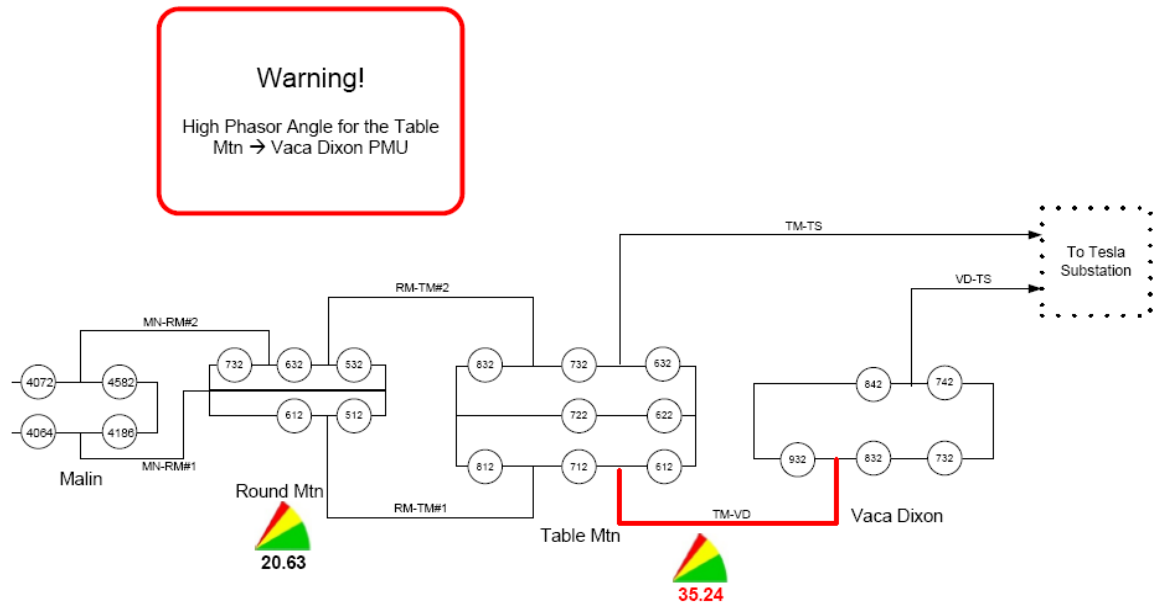 Warning!
High Phasor Angle for the Table
Mtn → Vaca Dixon PMU
TM-TS
To Tesla
Substation
VD-TS
RM-TM#2
MN-RM#2
732 632 532
832 732 632
4072 4582
842 742
612 512
722 622
4064 4186
MN-RM#1
Malin
812 712 612
932 832 732
Round Mtn
RM-TM#1
TM-VD
Vaca Dixon
Table Mtn
20.63
35.24